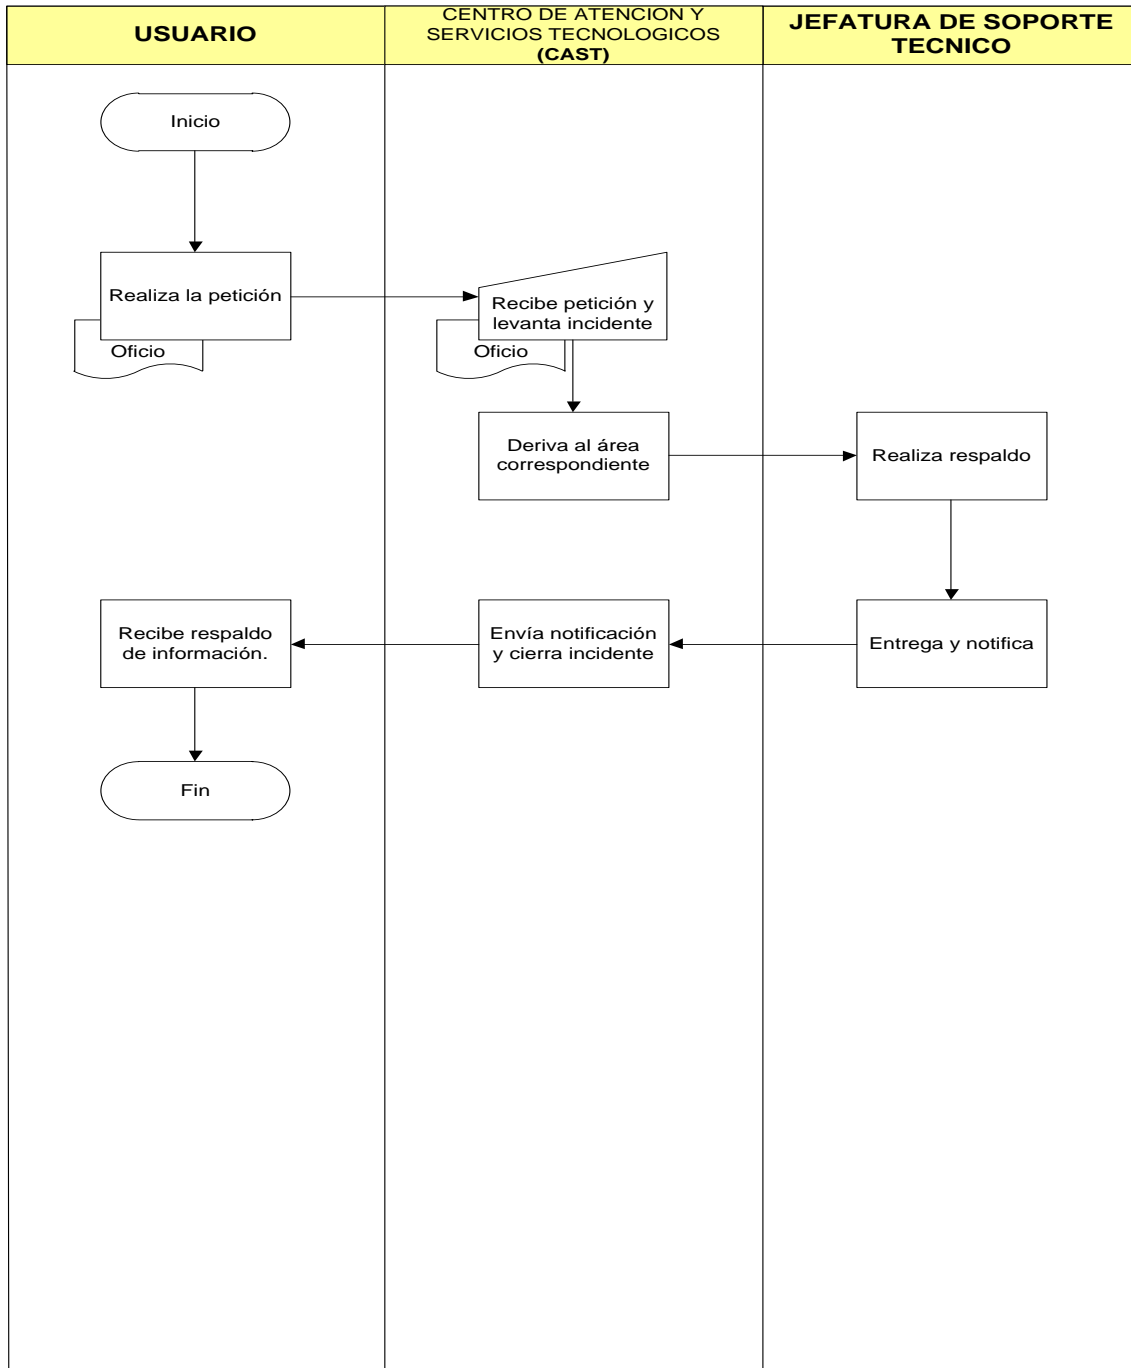 USUARIO
CENTRO DE ATENCION Y
SERVICIOS TECNOLOGICOS
(CAST)
JEFATURA DE SOPORTE
TECNICO
Inicio
Realiza la petición
Oficio
Recibe petición y
levanta incidente
Oficio
Deriva al área
correspondiente
Realiza respaldo
Recibe respaldo
de información.
Envía notificación
y cierra incidente
Entrega y notifica
Fin